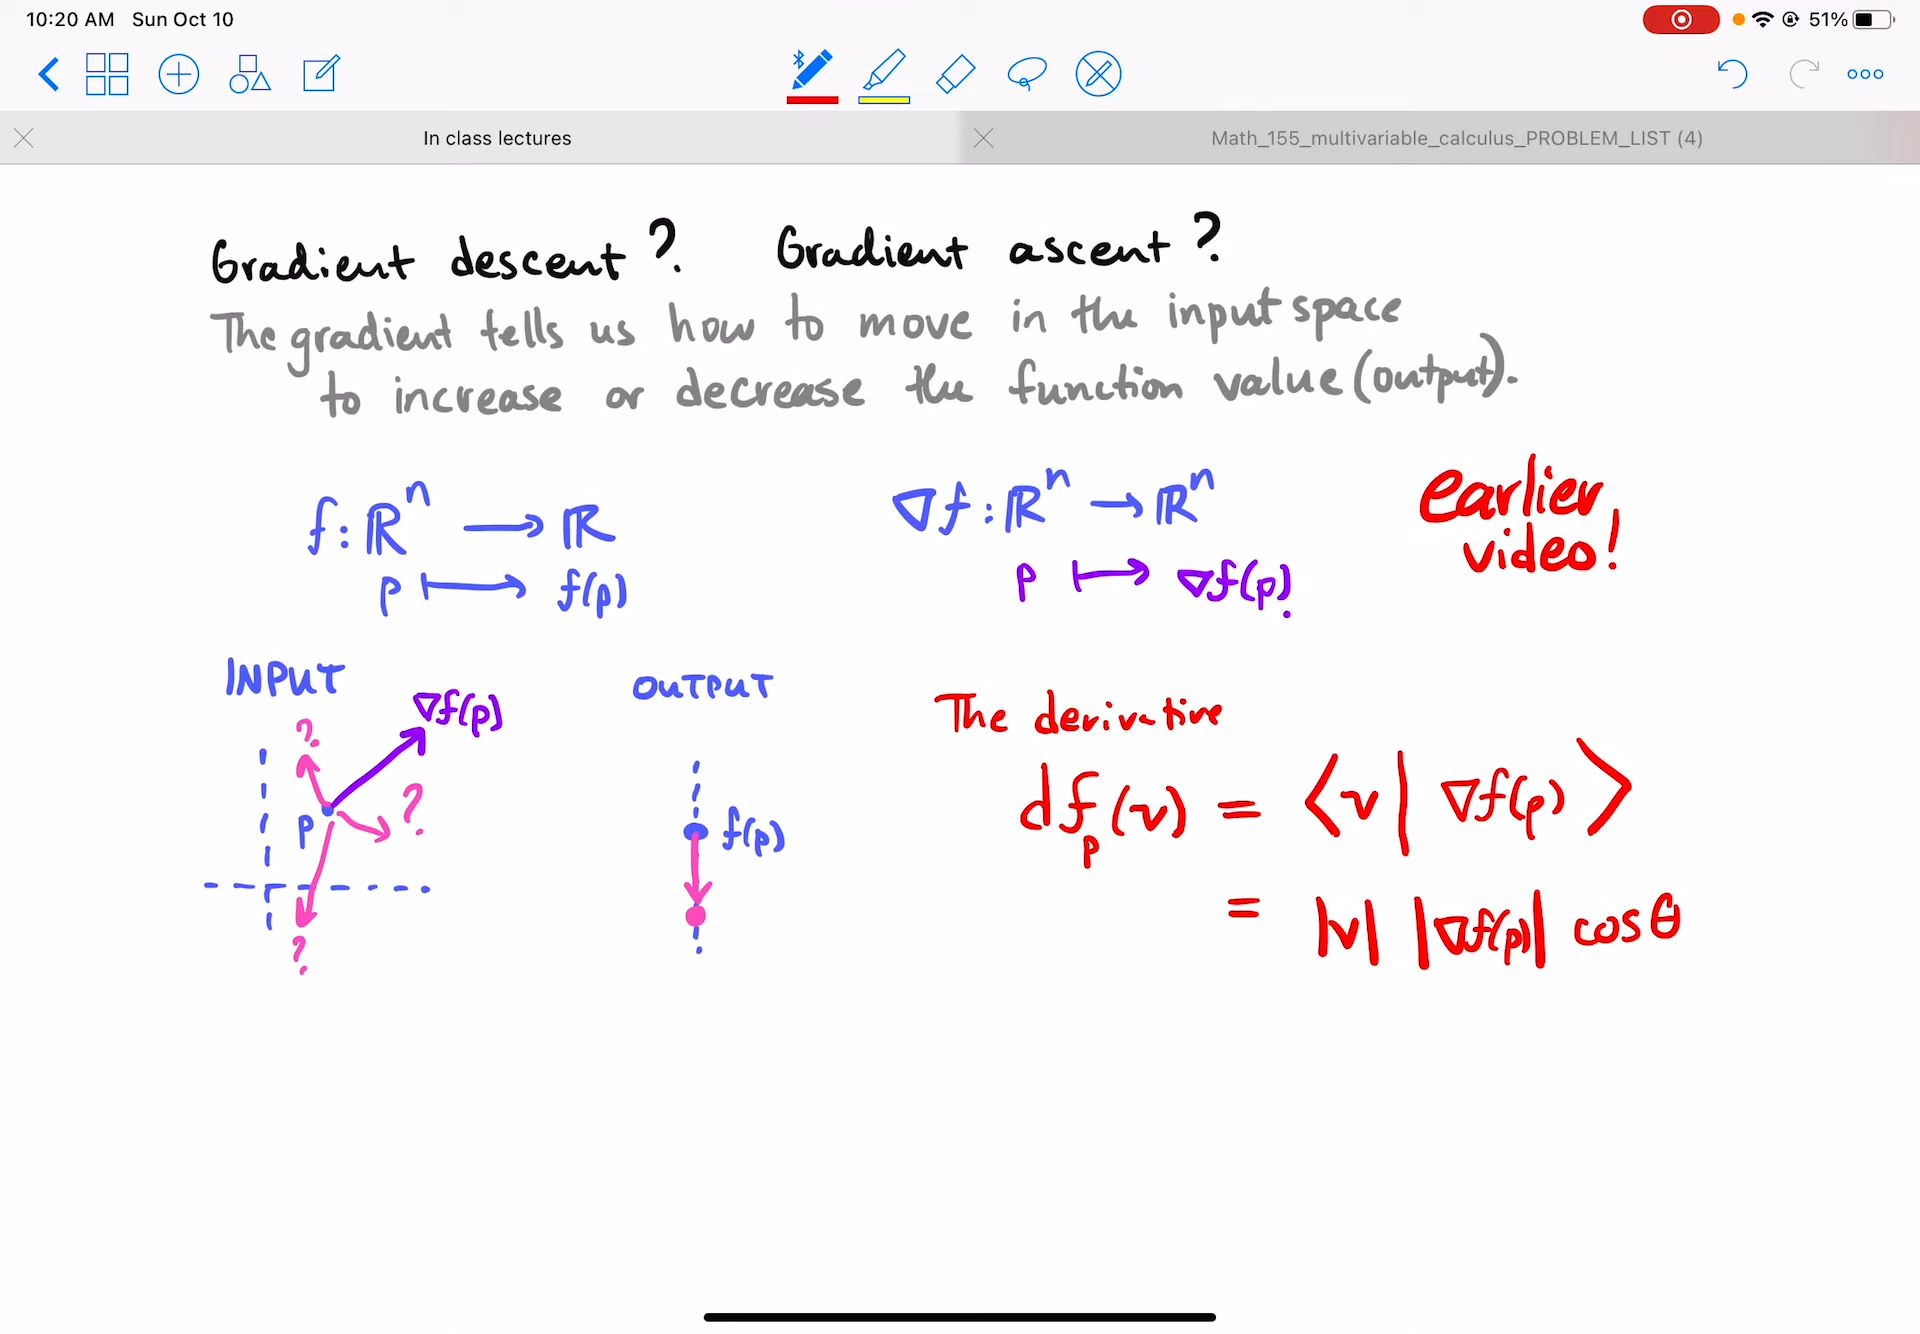 10:20 AM Sun Oct 10
51%
In class lectures
Math_155_multivariable_calculus_PROBLEM_LIST (4)
Gradient descent? Gradient ascent?
The gradient tells us how to move in the input space
to increase or decrease the function value (output).
f: ℝⁿ → ℝ
p ↦ f(p)
∇f: ℝⁿ → ℝⁿ
p ↦ ∇f(p).
earlier
video!
INPUT
∇f(p)
?
?
p
?
OUTPUT
f(p)
The derivative
df_p(v) = ⟨v | ∇f(p)⟩
= |v| |∇f(p)| cos θ